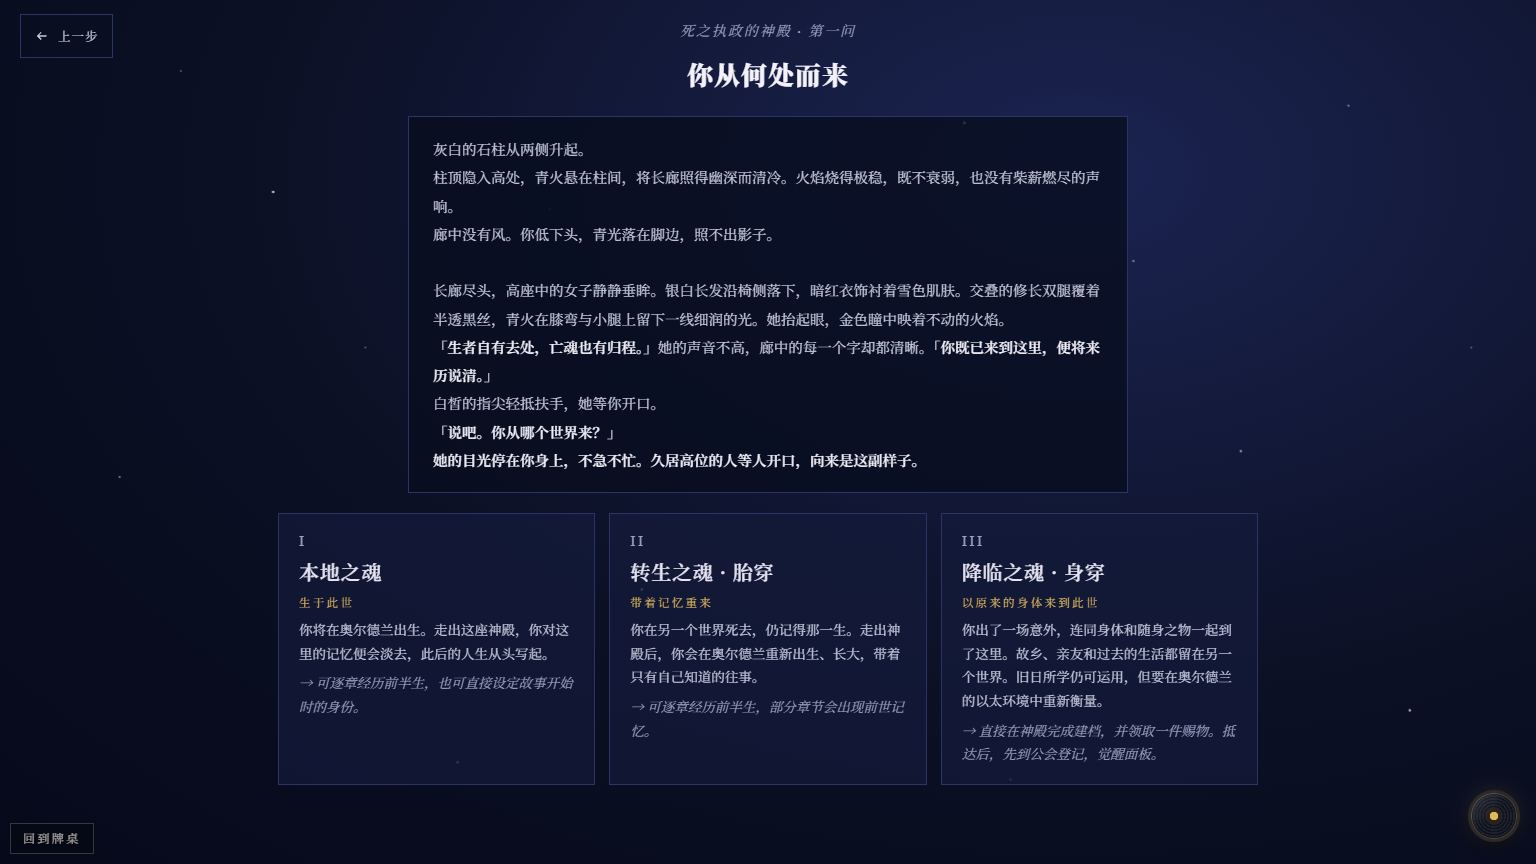 ← 上一步
死之执政的神殿 · 第一问
你从何处而来
灰白的石柱从两侧升起。
柱顶隐入高处，青火悬在柱间，将长廊照得幽深而清冷。火焰烧得极稳，既不衰弱，也没有柴薪燃尽的声
响。
廊中没有风。你低下头，青光落在脚边，照不出影子。
长廊尽头，高座中的女子静静垂眸。银白长发沿椅侧落下，暗红衣饰衬着雪色肌肤。交叠的修长双腿覆着
半透黑丝，青火在膝弯与小腿上留下一线细润的光。她抬起眼，金色瞳中映着不动的火焰。
「生者自有去处，亡魂也有归程。」她的声音不高，廊中的每一个字却都清晰。「你既已来到这里，便将来
历说清。」
白皙的指尖轻抵扶手，她等你开口。
「说吧。你从哪个世界来？」
她的目光停在你身上，不急不忙。久居高位的人等人开口，向来是这副样子。
I
本地之魂
生于此世
你将在奥尔德兰出生。走出这座神殿，你对这
里的记忆便会淡去，此后的人生从头写起。
→ 可逐章经历前半生，也可直接设定故事开始
时的身份。
II
转生之魂 · 胎穿
带着记忆重来
你在另一个世界死去，仍记得那一生。走出神
殿后，你会在奥尔德兰重新出生、长大，带着
只有自己知道的往事。
→ 可逐章经历前半生，部分章节会出现前世记
忆。
III
降临之魂 · 身穿
以原来的身体来到此世
你出了一场意外，连同身体和随身之物一起到
了这里。故乡、亲友和过去的生活都留在另一
个世界。旧日所学仍可运用，但要在奥尔德兰
的以太环境中重新衡量。
→ 直接在神殿完成建档，并领取一件赐物。抵
达后，先到公会登记，觉醒面板。
回到牌桌